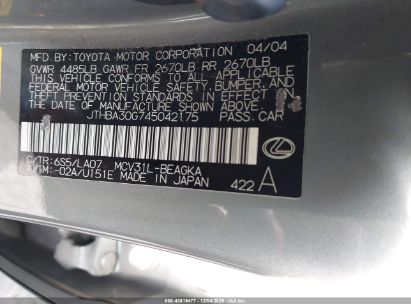 MFD.BY:TOYOTA MOTOR CORPORATION 04/04
GVWR 4485LB GAWR FR 2670LB RR 2670LB
THIS VEHICLE CONFORMS TO ALL APPLICABLE
FEDERAL MOTOR VEHICLE SAFETY, BUMPER, AND
THEFT PREVENTION STANDARDS IN EFFECT ON THE
DATE OF MANUFACTURE SHOWN ABOVE.
JTHBA30G745042175 PASS.CAR
C/TR:6S5/LA07 MCV31L-BEAGKA
A/TM:-02A/U151E MADE IN JAPAN
422 A